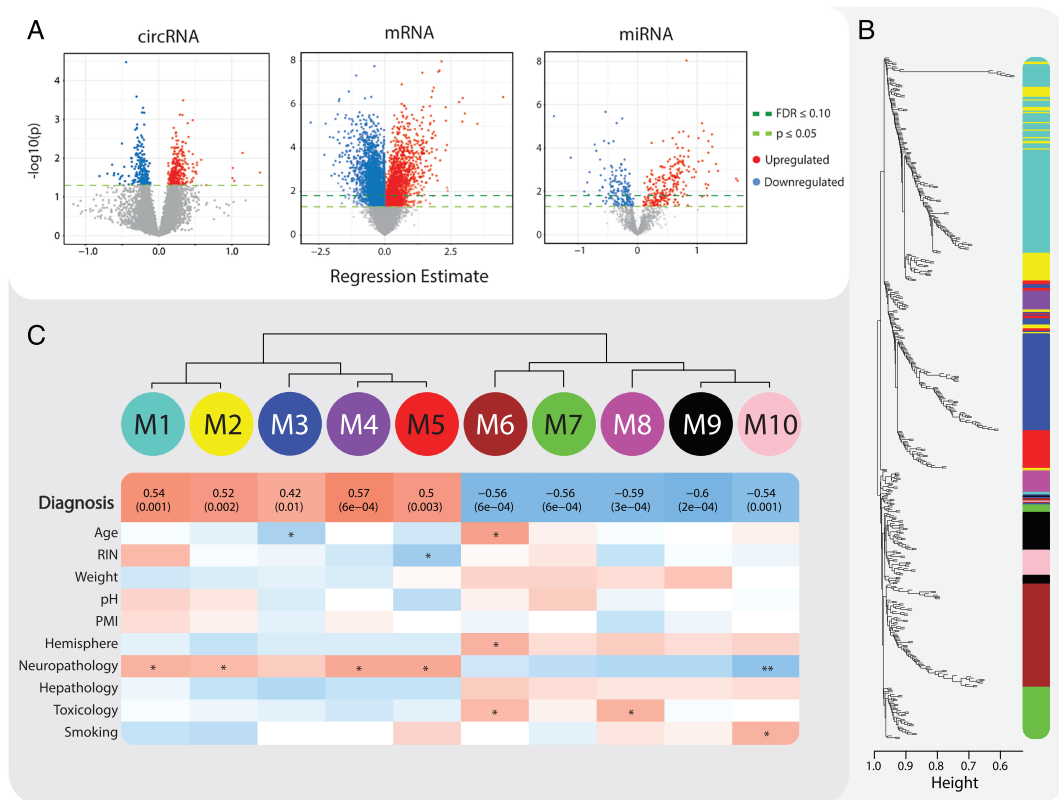 A
B
circRNA
mRNA
miRNA
-log10(p)
4
3
2
1
0
−1.0
0.0
1.0
8
6
4
2
0
−2.5
0.0
2.5
8
6
4
2
0
−1
0
1
FDR ≤ 0.10
p ≤ 0.05
Upregulated
Downregulated
Regression Estimate
C
M1 M2 M3 M4 M5 M6 M7 M8 M9 M10
Diagnosis
0.54 0.52 0.42 0.57 0.5 −0.56 −0.56 −0.59 −0.6 −0.54
(0.001) (0.002) (0.01) (6e−04) (0.003) (6e−04) (6e−04) (3e−04) (2e−04) (0.001)
Age * *
RIN *
Weight
pH
PMI
Hemisphere *
Neuropathology * * * * **
Hepathology
Toxicology * *
Smoking *
1.0 0.9 0.8 0.7 0.6
Height